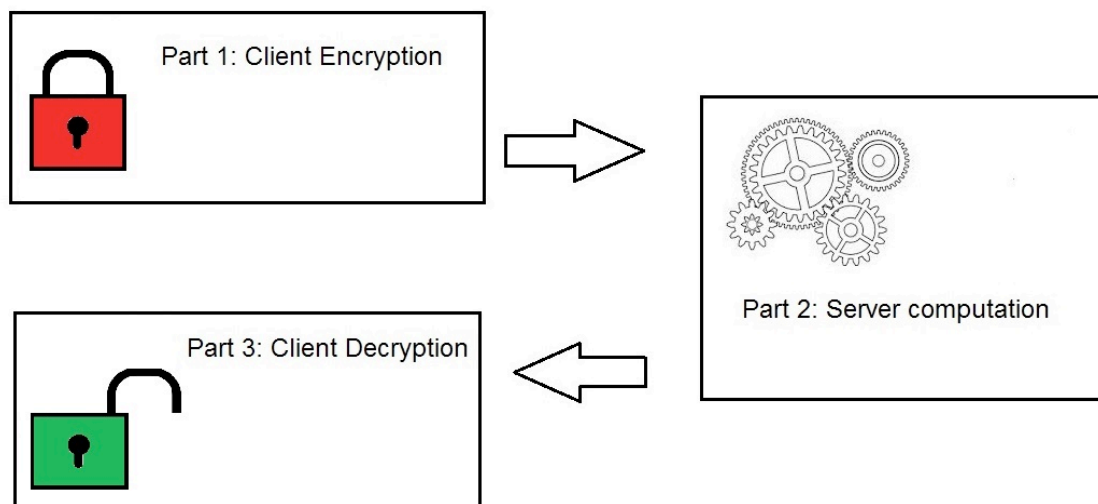 Part 1: Client Encryption
Part 2: Server computation
Part 3: Client Decryption